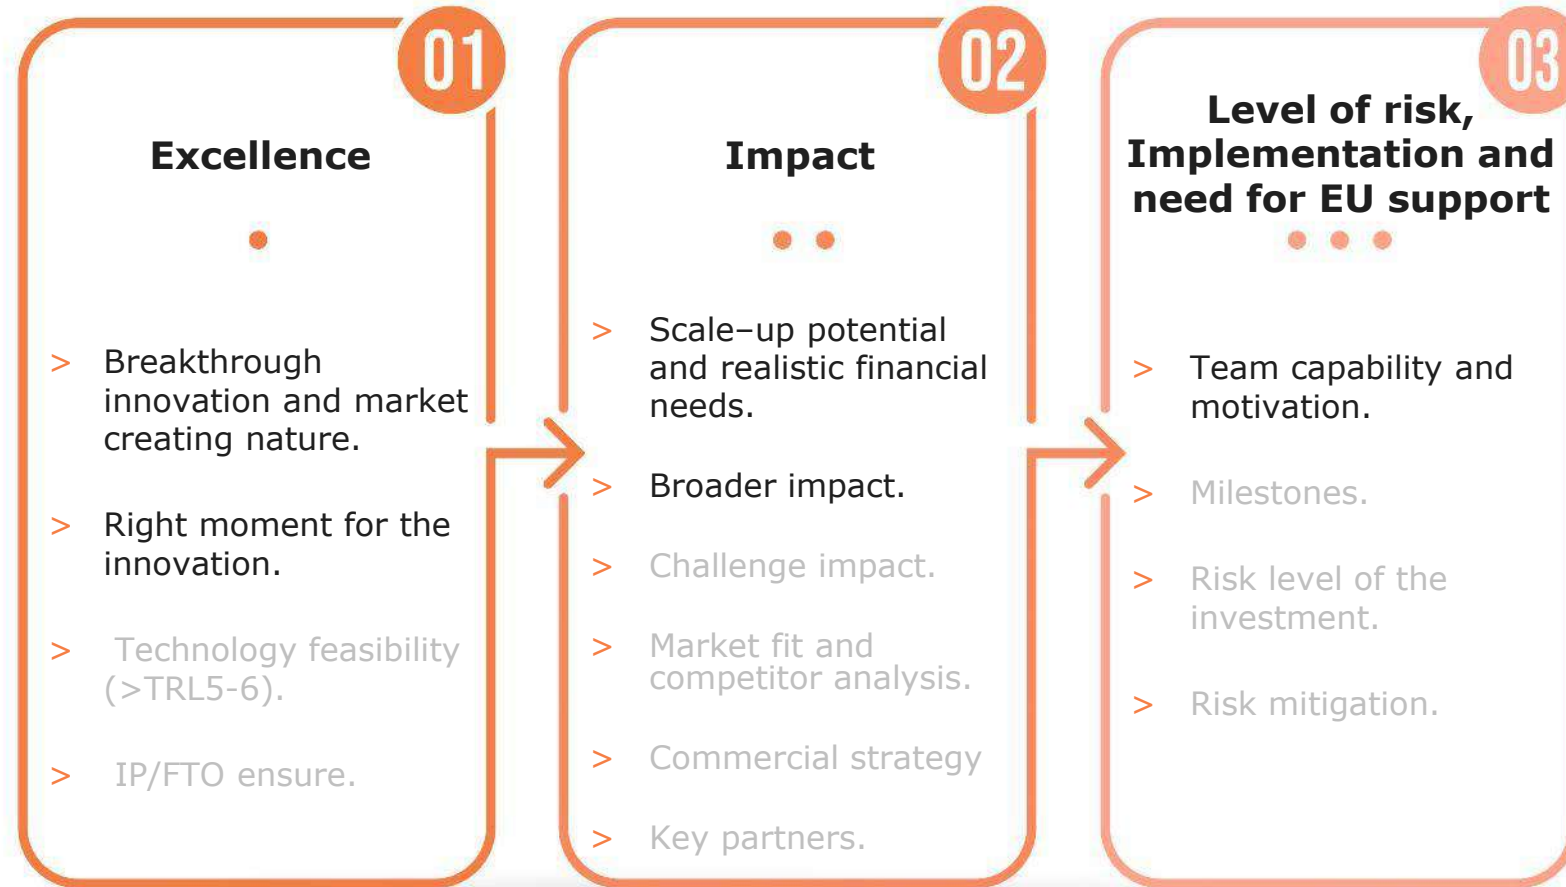 01
Excellence
> Breakthrough
innovation and market
creating nature.
> Right moment for the
innovation.
> Technology feasibility
(>TRL5-6).
> IP/FTO ensure.
02
Impact
> Scale–up potential
and realistic financial
needs.
> Broader impact.
> Challenge impact.
> Market fit and
competitor analysis.
> Commercial strategy
> Key partners.
03
Level of risk,
Implementation and
need for EU support
> Team capability and
motivation.
> Milestones.
> Risk level of the
investment.
> Risk mitigation.